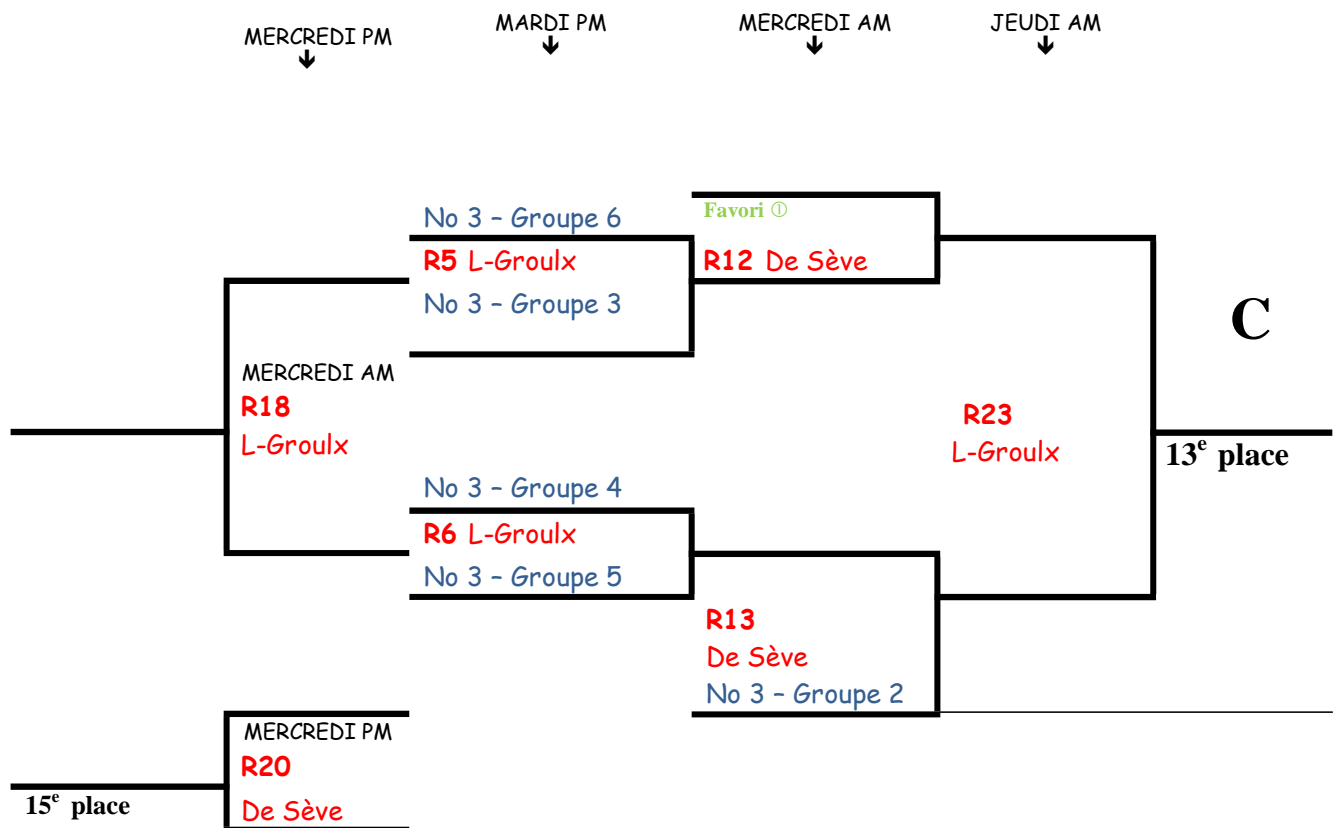 MERCREDI PM
MARDI PM
MERCREDI AM
JEUDI AM
No 3 – Groupe 6
R5 L-Groulx
No 3 – Groupe 3
Favori ①
R12 De Sève
C
MERCREDI AM
R18
L-Groulx
R23
L-Groulx
13e place
No 3 – Groupe 4
R6 L-Groulx
No 3 – Groupe 5
R13
De Sève
No 3 – Groupe 2
MERCREDI PM
R20
De Sève
15e place